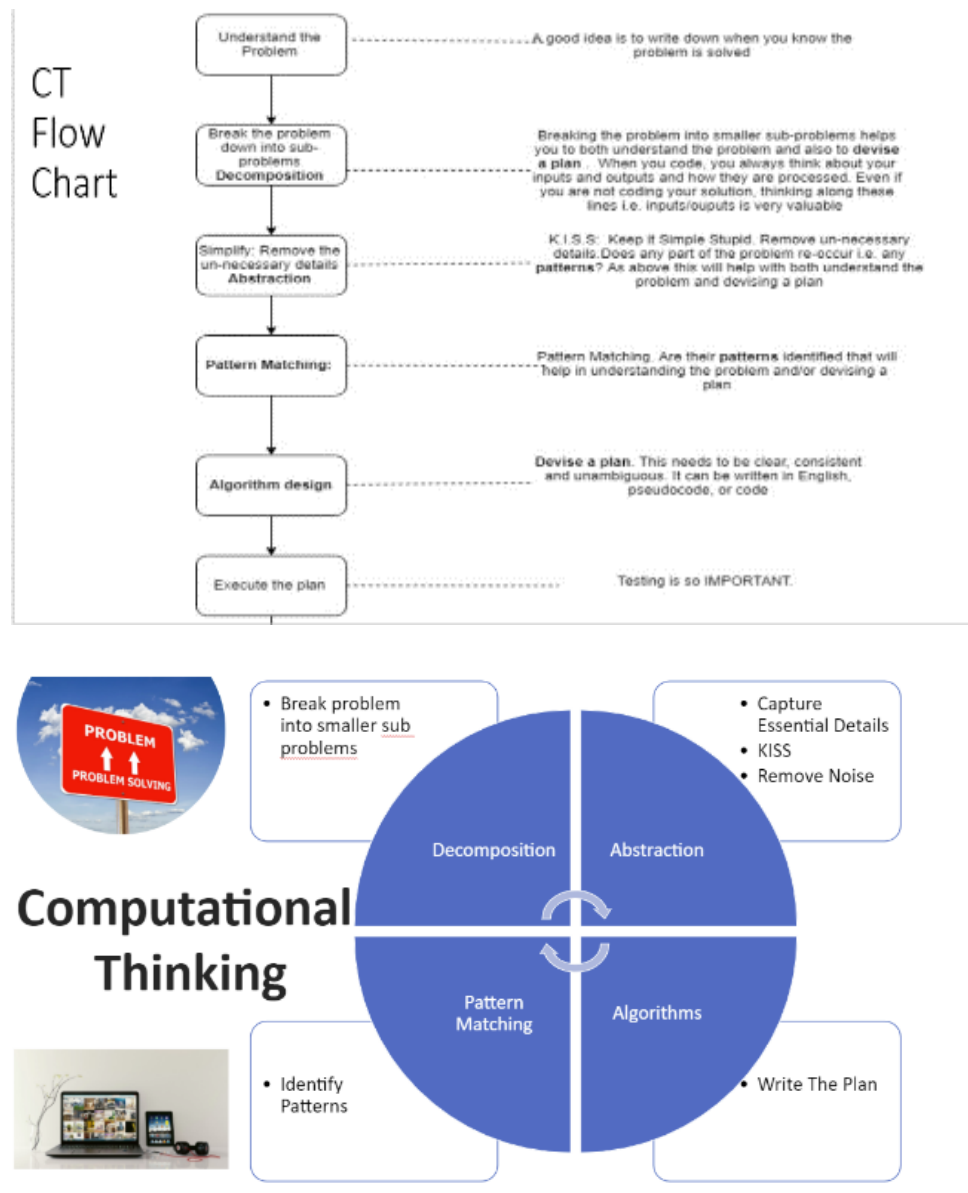 CT
Flow
Chart
Understand the
Problem
A good idea is to write down when you know the
problem is solved
Break the problem
down into sub-
problems
Decomposition
Breaking the problem into smaller sub-problems helps
you to both understand the problem and also to devise
a plan . When you code, you always think about your
inputs and outputs and how they are processed. Even if
you are not coding your solution, thinking along these
lines i.e. inputs/ouputs is very valuable
Simplify: Remove the
un-necessary details
Abstraction
K.I.S.S: Keep it Simple Stupid. Remove un-necessary
details.Does any part of the problem re-occur i.e. any
patterns? As above this will help with both understand the
problem and devising a plan
Pattern Matching:
Pattern Matching. Are their patterns identified that will
help in understanding the problem and/or devising a
plan
Algorithm design
Devise a plan. This needs to be clear, consistent
and unambiguous. It can be written in English,
pseudocode, or code
Execute the plan
Testing is so IMPORTANT.
PROBLEM
PROBLEM SOLVING
• Break problem
into smaller sub
problems
• Capture
Essential Details
• KISS
• Remove Noise
Decomposition
Abstraction
Computational
Thinking
Pattern
Matching
Algorithms
• Identify
Patterns
• Write The Plan